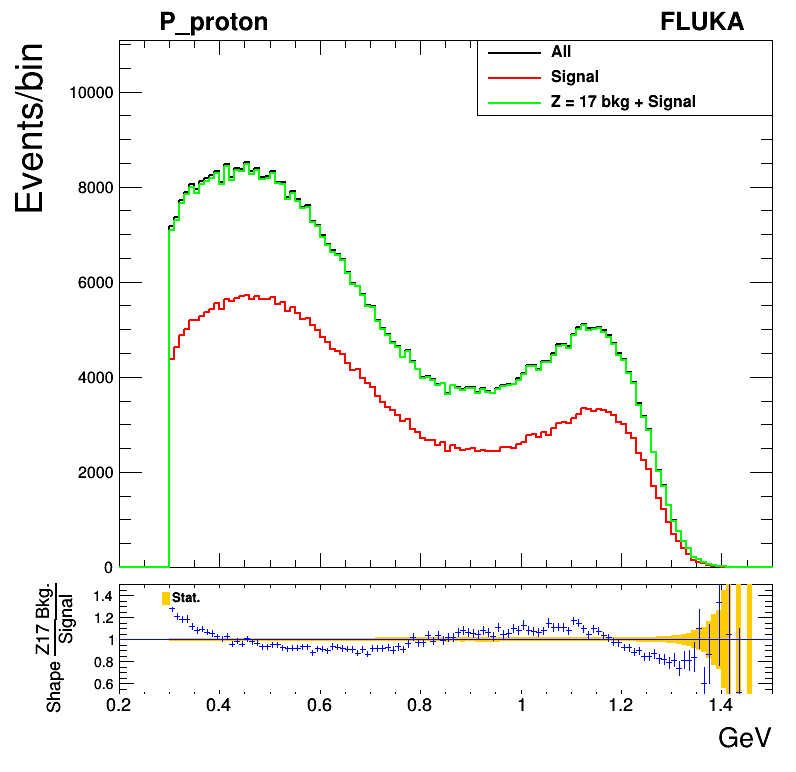 P_proton FLUKA
Events/bin
All
Signal
Z = 17 bkg + Signal
10000
8000
6000
4000
2000
0
Shape Z17 Bkg. / Signal
Stat.
1.4
1.2
1
0.8
0.6
0.2 0.4 0.6 0.8 1 1.2 1.4
GeV